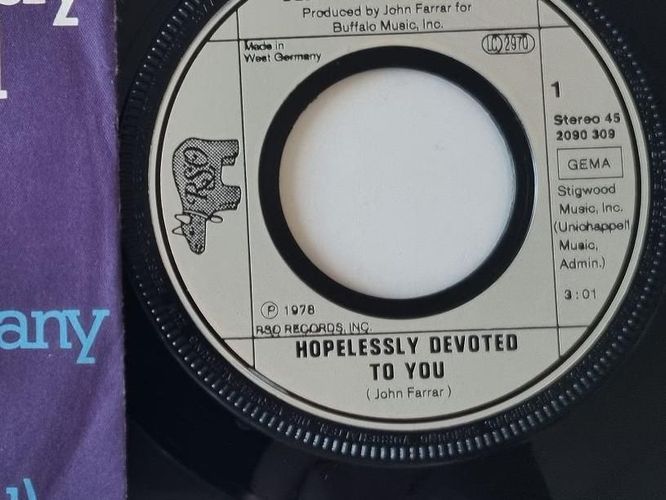 Produced by John Farrar for
Buffalo Music, Inc.
Made in
West Germany
LC 2970
1
Stereo 45
2090 309
GEMA
Stigwood
Music, Inc.
(Unichappell
Music,
Admin.)
3:01
RSO
℗ 1978
RSO RECORDS, INC.
HOPELESSLY DEVOTED
TO YOU
(John Farrar)
any